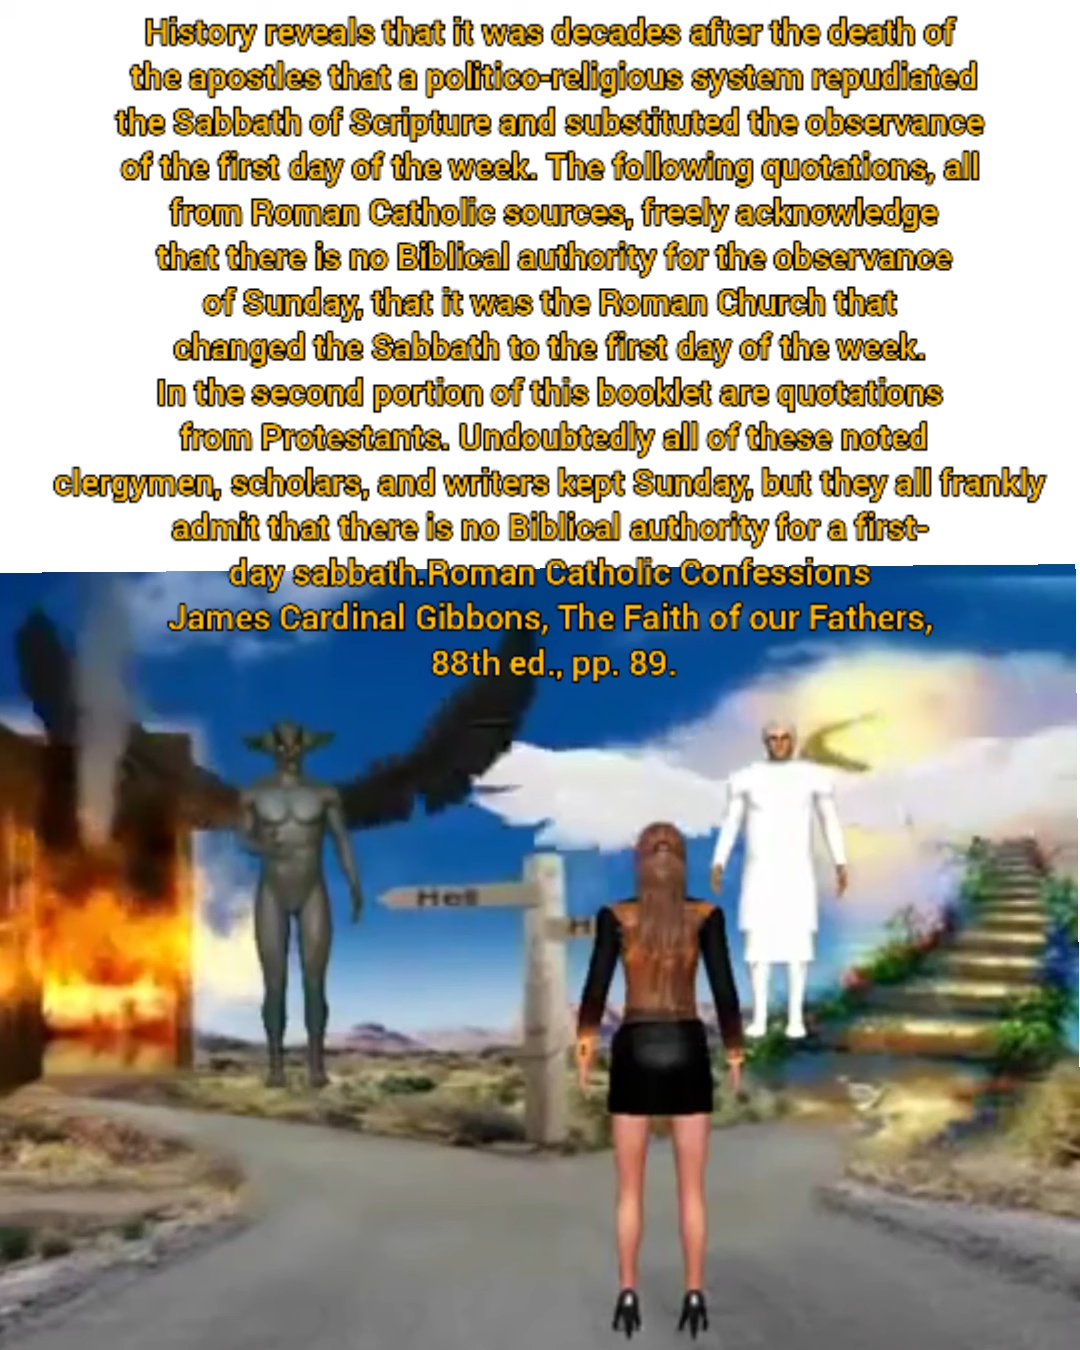 History reveals that it was decades after the death of
the apostles that a politico-religious system repudiated
the Sabbath of Scripture and substituted the observance
of the first day of the week. The following quotations, all
from Roman Catholic sources, freely acknowledge
that there is no Biblical authority for the observance
of Sunday, that it was the Roman Church that
changed the Sabbath to the first day of the week.
In the second portion of this booklet are quotations
from Protestants. Undoubtedly all of these noted
clergymen, scholars, and writers kept Sunday, but they all frankly
admit that there is no Biblical authority for a first-
day sabbath.Roman Catholic Confessions
James Cardinal Gibbons, The Faith of our Fathers,
88th ed., pp. 89.
Hell
H